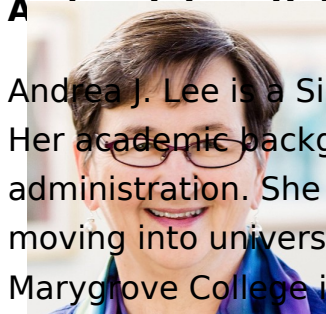 A
Andrea J. Lee is a Si
Her academic backg
administration. She
moving into univers
Marygrove College i